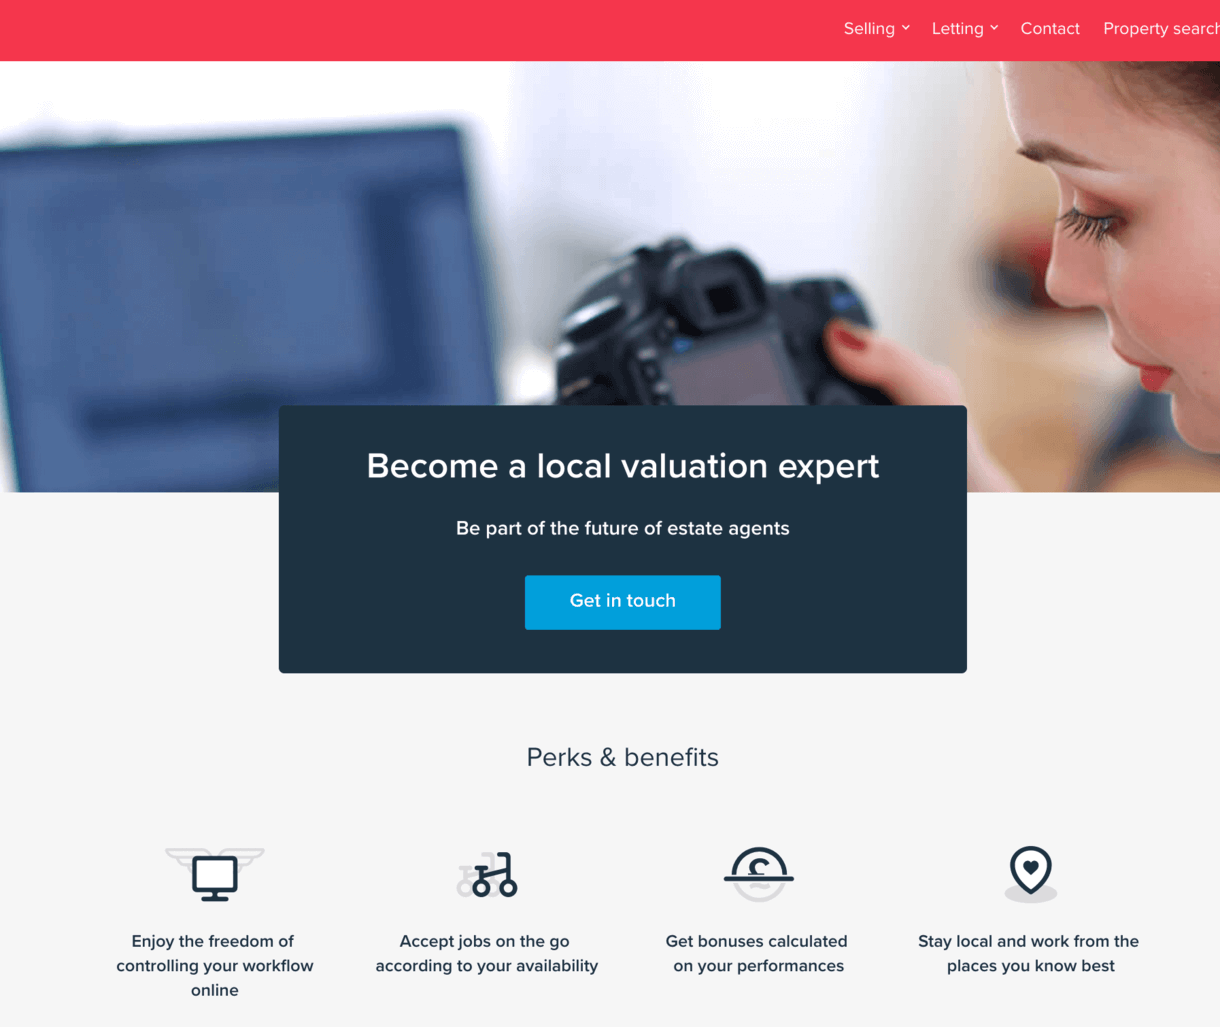 Selling Letting Contact Property search
Become a local valuation expert
Be part of the future of estate agents
Get in touch
Perks & benefits
Enjoy the freedom of
controlling your workflow
online
Accept jobs on the go
according to your availability
£
Get bonuses calculated
on your performances
Stay local and work from the
places you know best